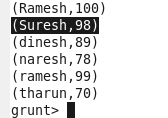 (Ramesh,100)
(Suresh,98)
(dinesh,89)
(naresh,78)
(ramesh,99)
(tharun,70)
grunt>